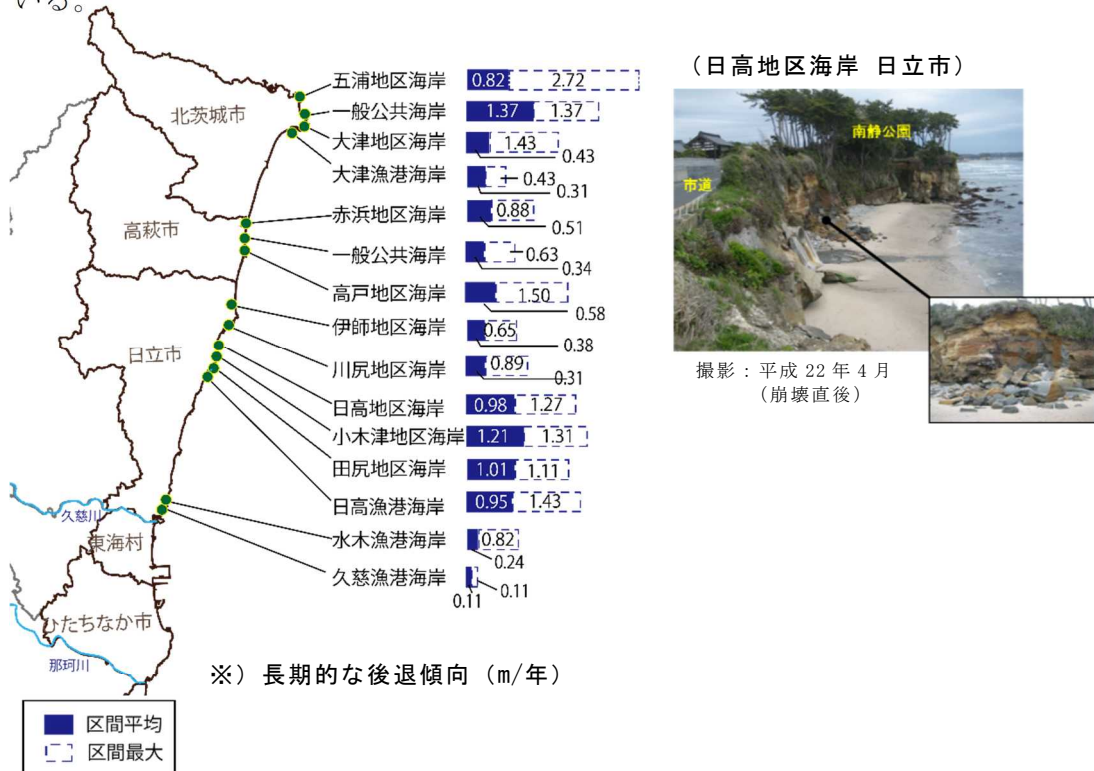 いる。
五浦地区海岸 0.82 2.72
一般公共海岸 1.37 1.37
大津地区海岸 1.43 0.43
大津漁港海岸 0.43 0.31
赤浜地区海岸 0.88 0.51
一般公共海岸 0.63 0.34
高戸地区海岸 1.50 0.58
伊師地区海岸 0.65 0.38
川尻地区海岸 0.89 0.31
日高地区海岸 0.98 1.27
小木津地区海岸 1.21 1.31
田尻地区海岸 1.01 1.11
日高漁港海岸 0.95 1.43
水木漁港海岸 0.82 0.24
久慈漁港海岸 0.11 0.11
北茨城市
高萩市
日立市
久慈川
東海村
ひたちなか市
那珂川
※）長期的な後退傾向（m/年）
区間平均
区間最大
（日高地区海岸 日立市）
南静公園
市道
撮影：平成 22 年 4 月
（崩壊直後）